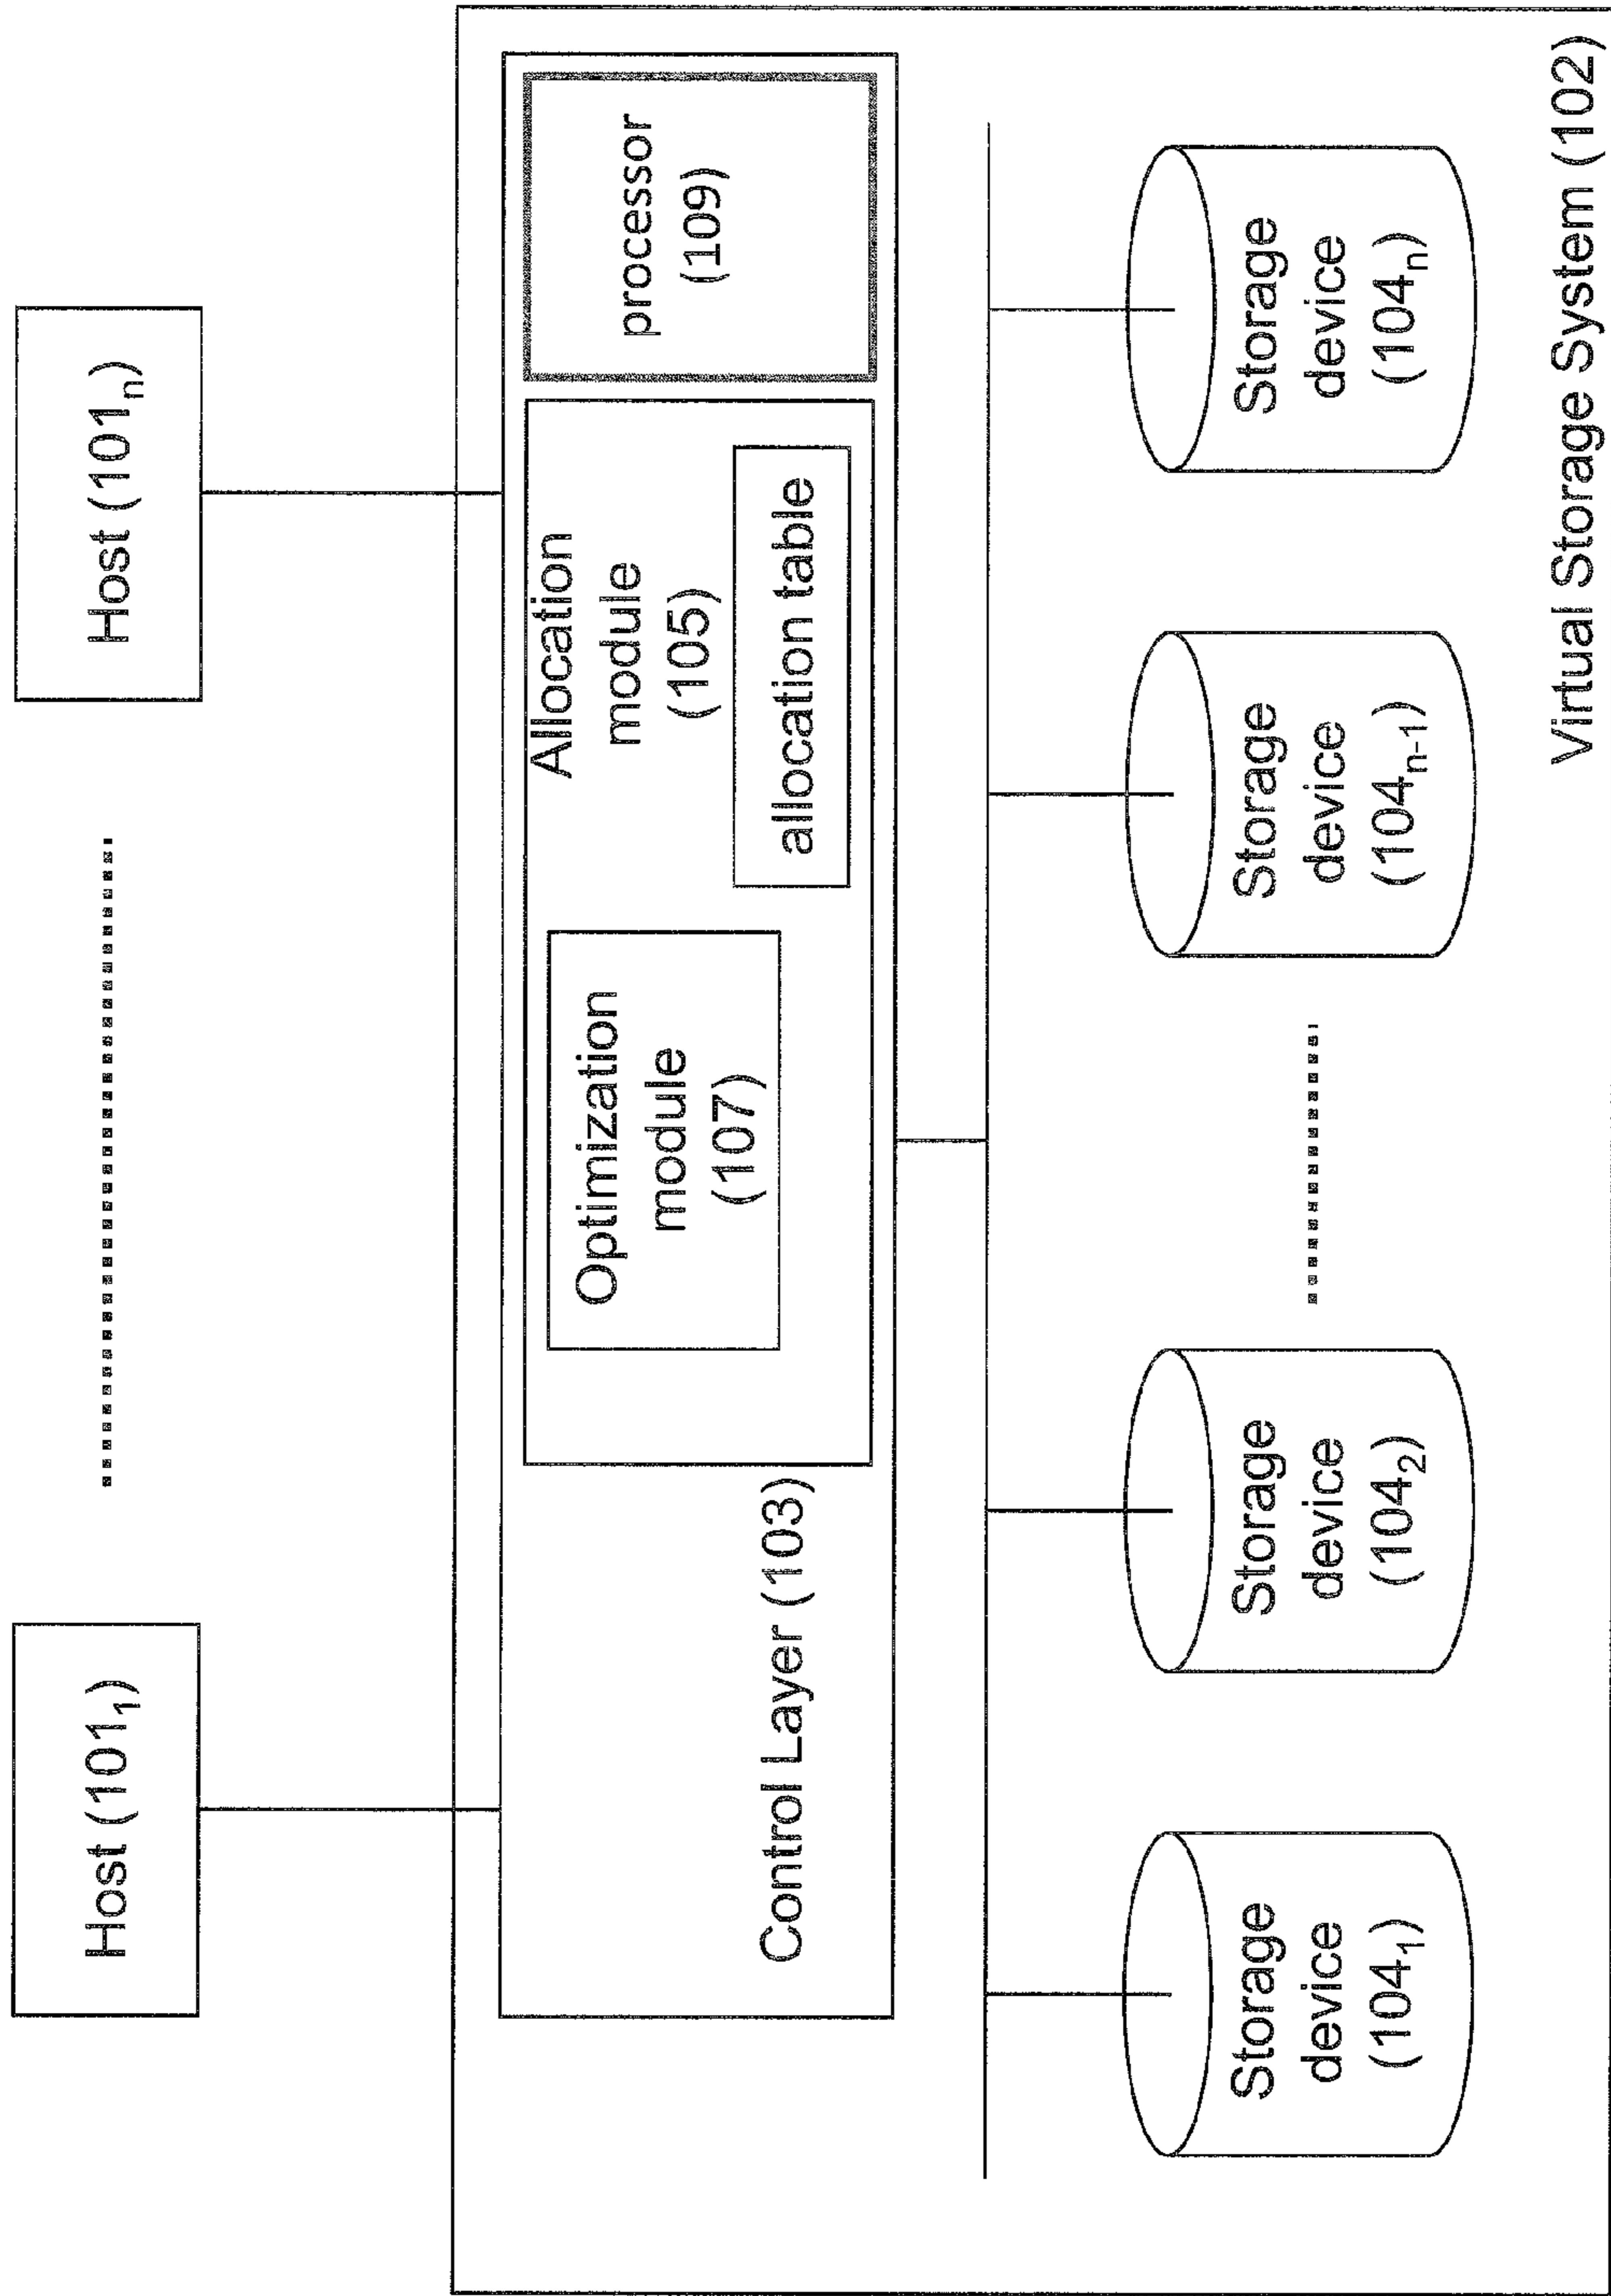 Host (101₁)
Host (101ₙ)
Control Layer (103)
Optimization
module
(107)
Allocation
module
(105)
allocation table
processor
(109)
Storage
device
(104₁)
Storage
device
(104₂)
Storage
device
(104ₙ₋₁)
Storage
device
(104ₙ)
Virtual Storage System (102)